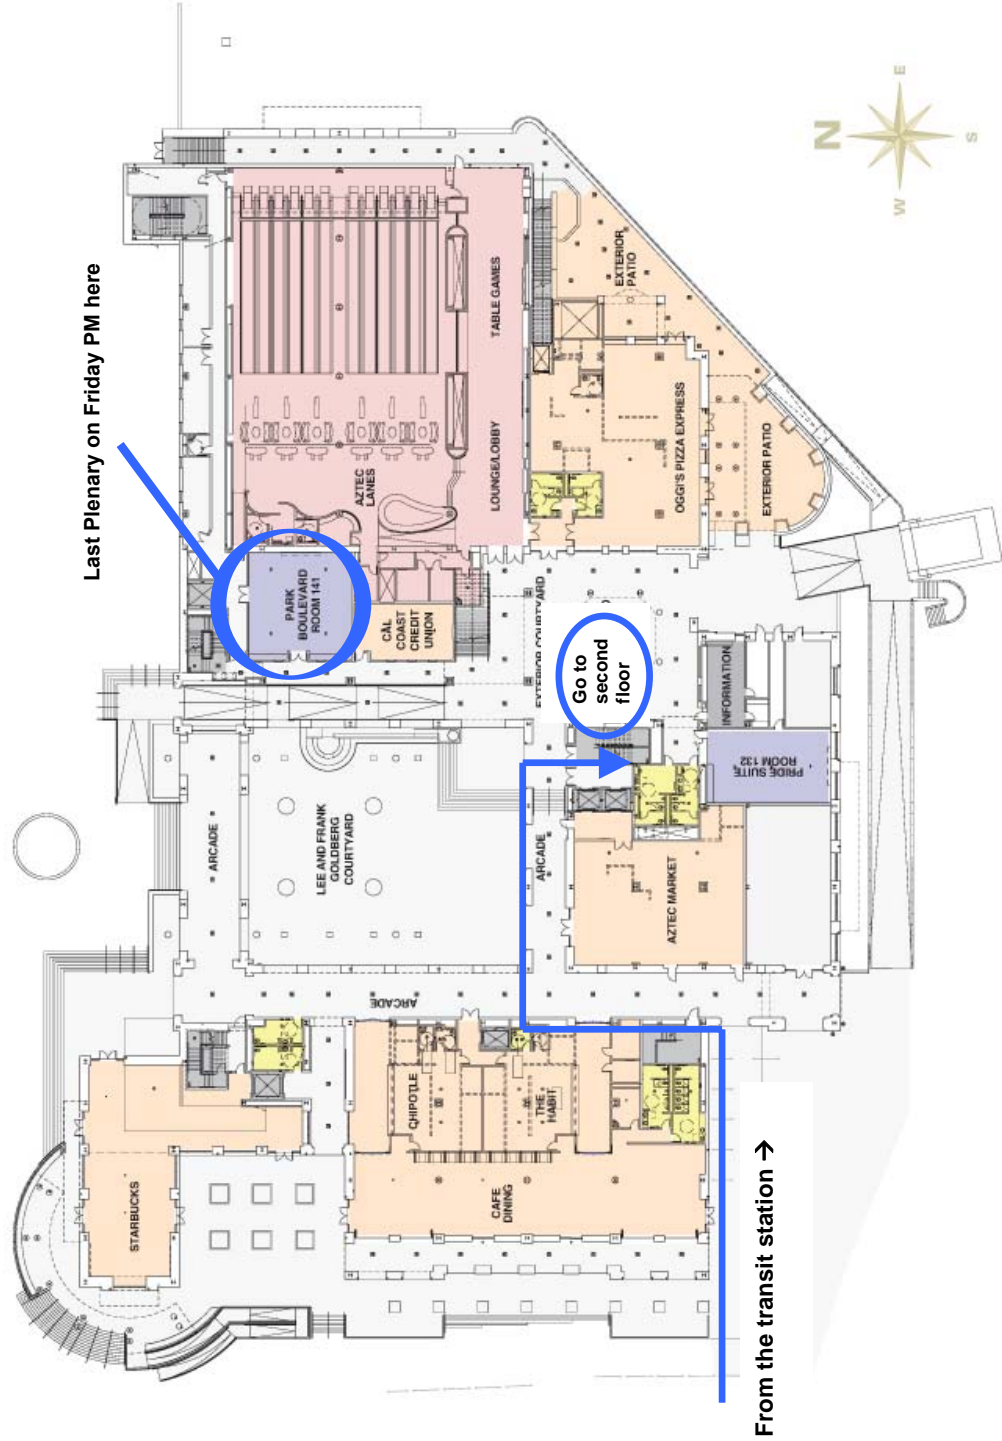 Last Plenary on Friday PM here
N
E
S
W
EXTERIOR
PATIO
TABLE GAMES
LOUNGE/LOBBY
AZTEC
LANES
OGGI'S PIZZA EXPRESS
EXTERIOR PATIO
PARK
BOULEVARD
ROOM 141
CAL
COAST
CREDIT
UNION
EXTERIOR COURTYARD
Go to
second
floor
INFORMATION
PRIDE SUITE
ROOM 132
ARCADE
LEE AND FRANK
GOLDBERG
COURTYARD
ARCADE
AZTEC MARKET
ARCADE
CHIPOTLE
THE
HABIT
STARBUCKS
CAFE
DINING
From the transit station →